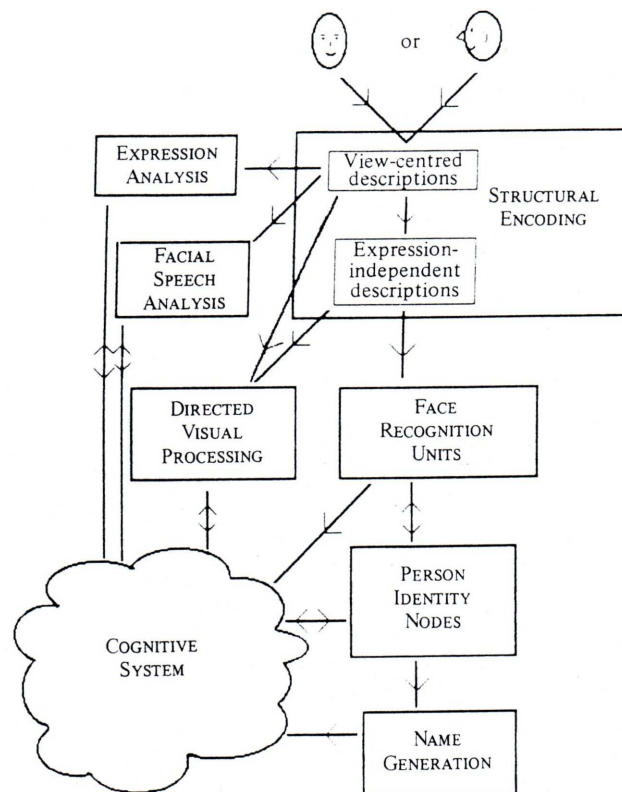 or
EXPRESSION
ANALYSIS
View-centred
descriptions
STRUCTURAL
ENCODING
FACIAL
SPEECH
ANALYSIS
Expression-
independent
descriptions
DIRECTED
VISUAL
PROCESSING
FACE
RECOGNITION
UNITS
COGNITIVE
SYSTEM
PERSON
IDENTITY
NODES
NAME
GENERATION